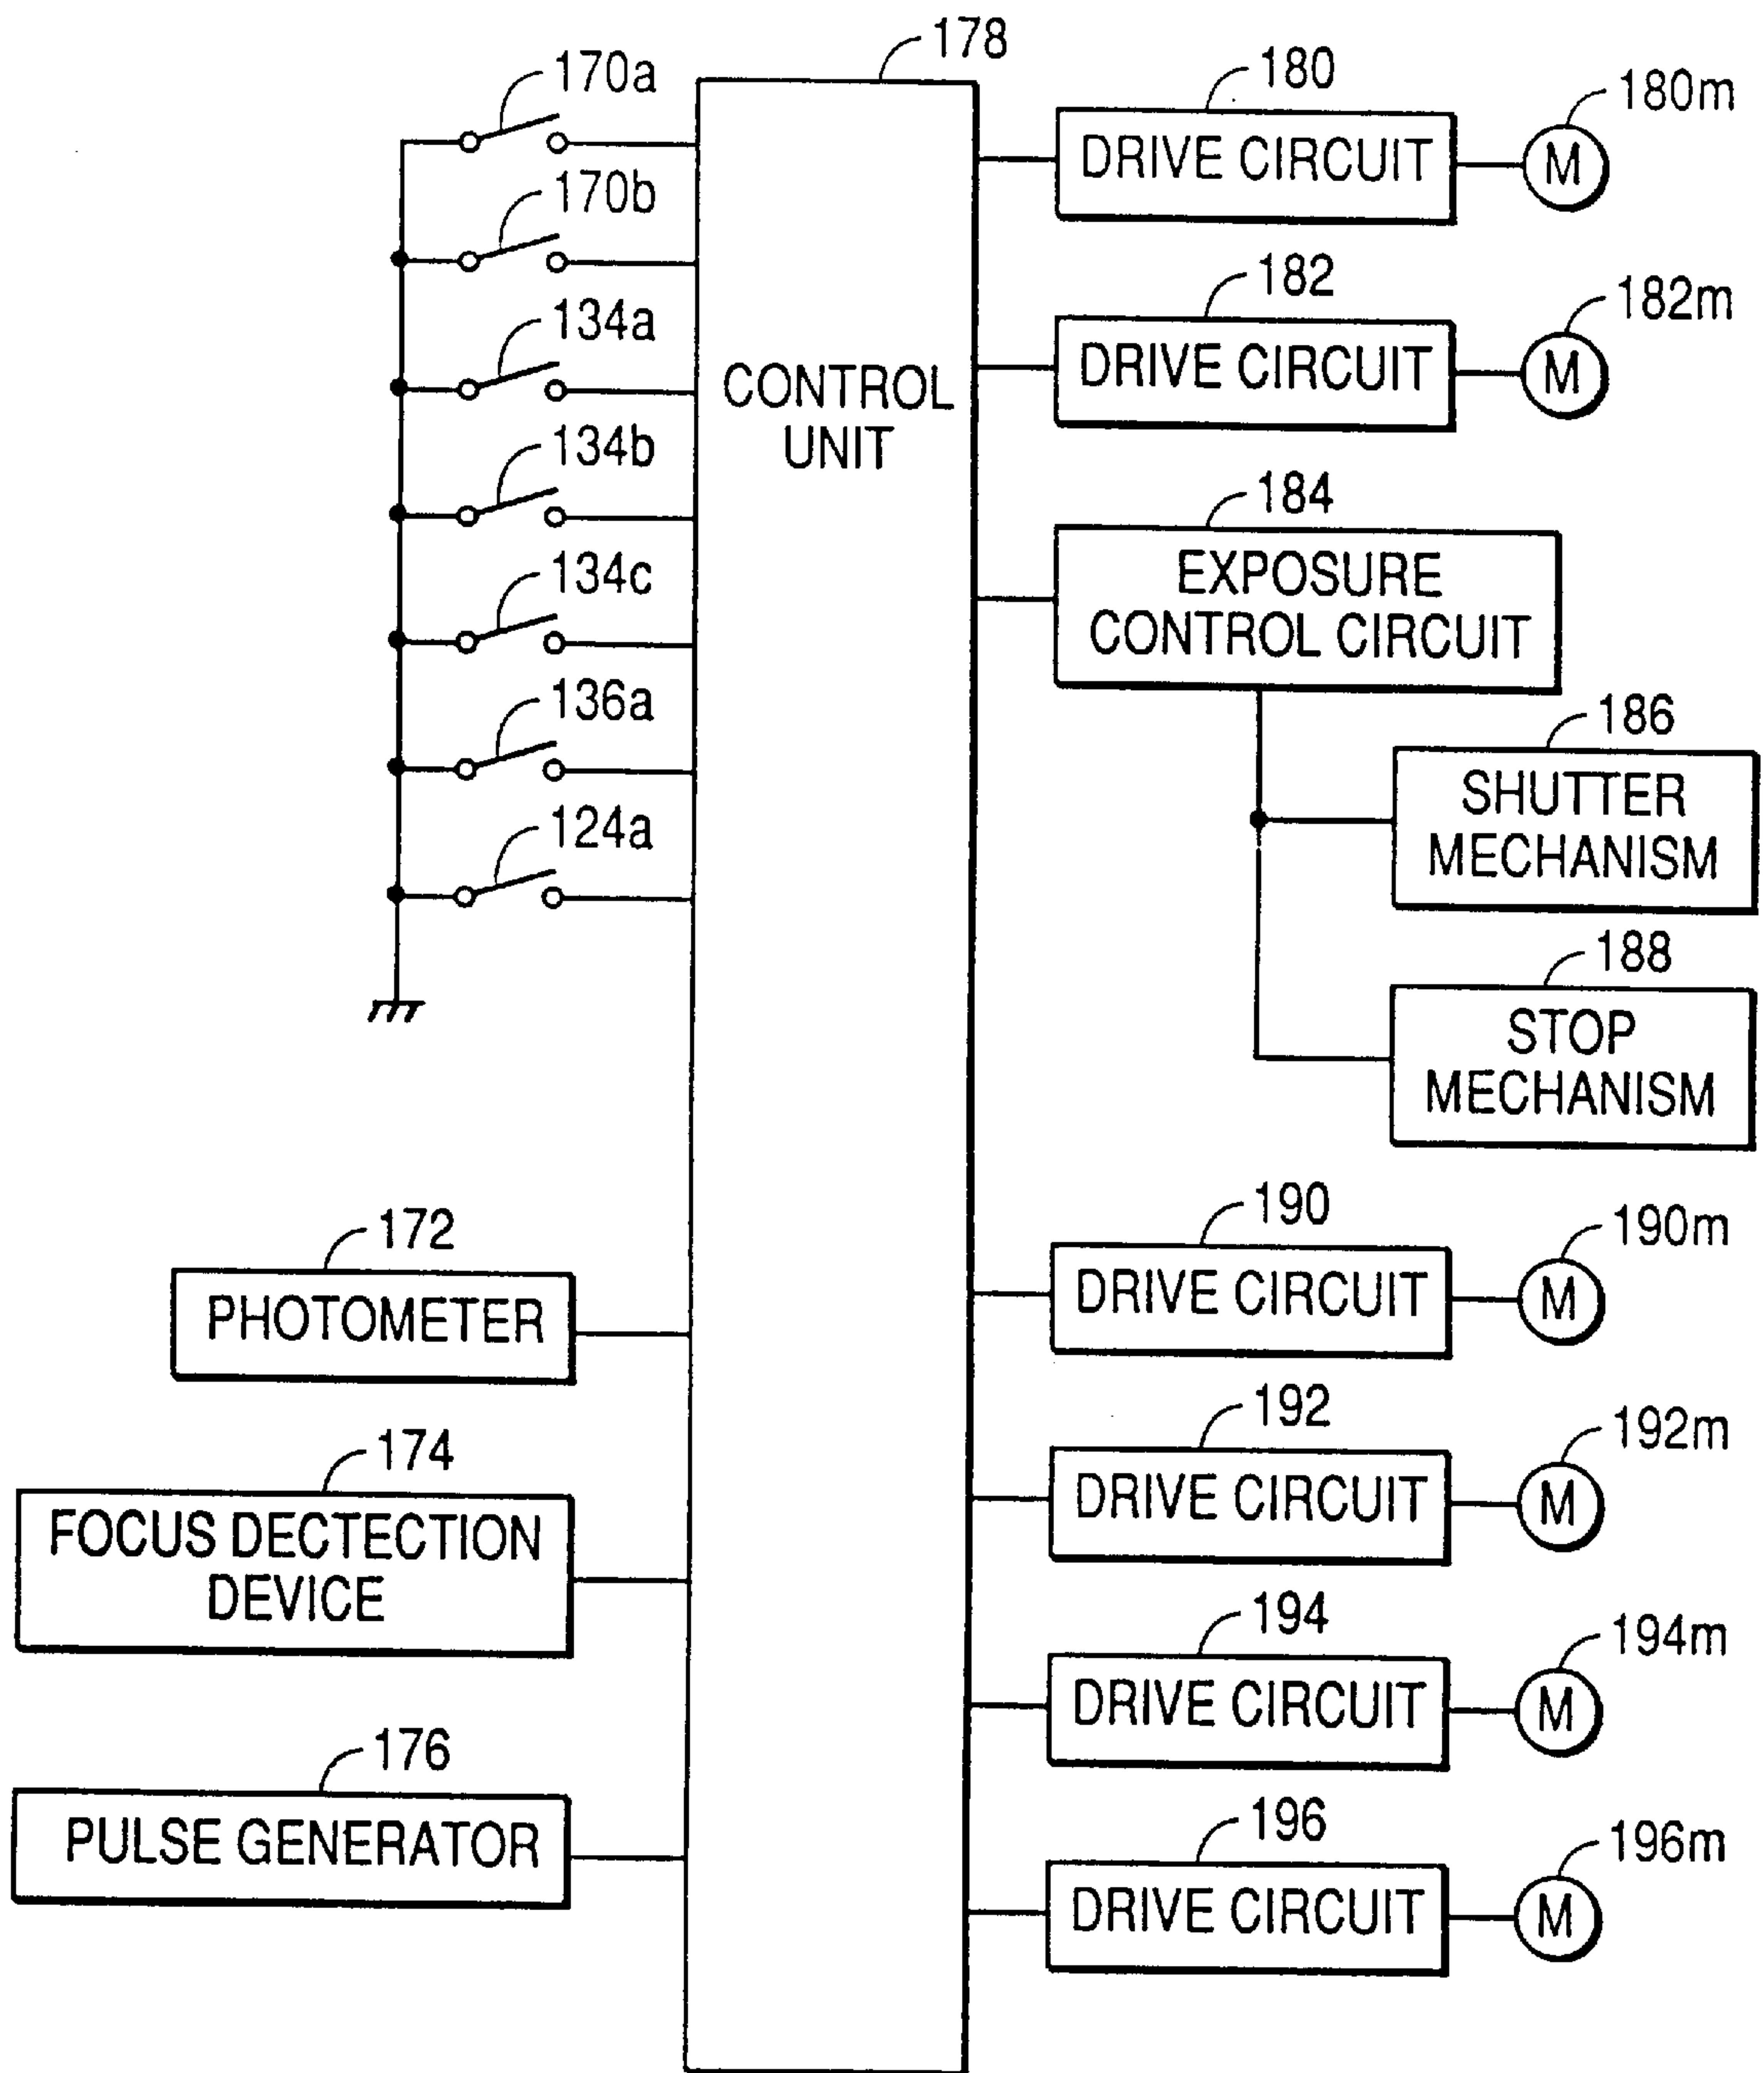 178
170a
170b
134a
134b
134c
136a
124a
CONTROL
UNIT
172
PHOTOMETER
174
FOCUS DECTECTION
DEVICE
176
PULSE GENERATOR
180
DRIVE CIRCUIT
180m
M
182
DRIVE CIRCUIT
182m
M
184
EXPOSURE
CONTROL CIRCUIT
186
SHUTTER
MECHANISM
188
STOP
MECHANISM
190
DRIVE CIRCUIT
190m
M
192
DRIVE CIRCUIT
192m
M
194
DRIVE CIRCUIT
194m
M
196
DRIVE CIRCUIT
196m
M